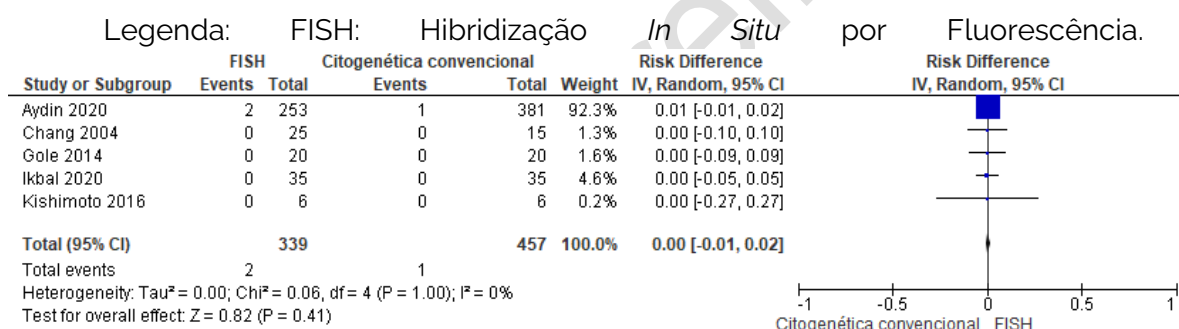 Legenda: FISH: Hibridização In Situ por Fluorescência.
FISH Citogenética convencional Risk Difference Risk Difference
Study or Subgroup Events Total Events Total Weight IV, Random, 95% CI IV, Random, 95% CI
Aydin 2020 2 253 1 381 92.3% 0.01 [-0.01, 0.02]
Chang 2004 0 25 0 15 1.3% 0.00 [-0.10, 0.10]
Gole 2014 0 20 0 20 1.6% 0.00 [-0.09, 0.09]
Ikbal 2020 0 35 0 35 4.6% 0.00 [-0.05, 0.05]
Kishimoto 2016 0 6 0 6 0.2% 0.00 [-0.27, 0.27]
Total (95% CI) 339 457 100.0% 0.00 [-0.01, 0.02]
Total events 2 1
Heterogeneity: Tau² = 0.00; Chi² = 0.06, df = 4 (P = 1.00); I² = 0%
Test for overall effect: Z = 0.82 (P = 0.41)
-1 -0.5 0 0.5 1
Citogenética convencional FISH